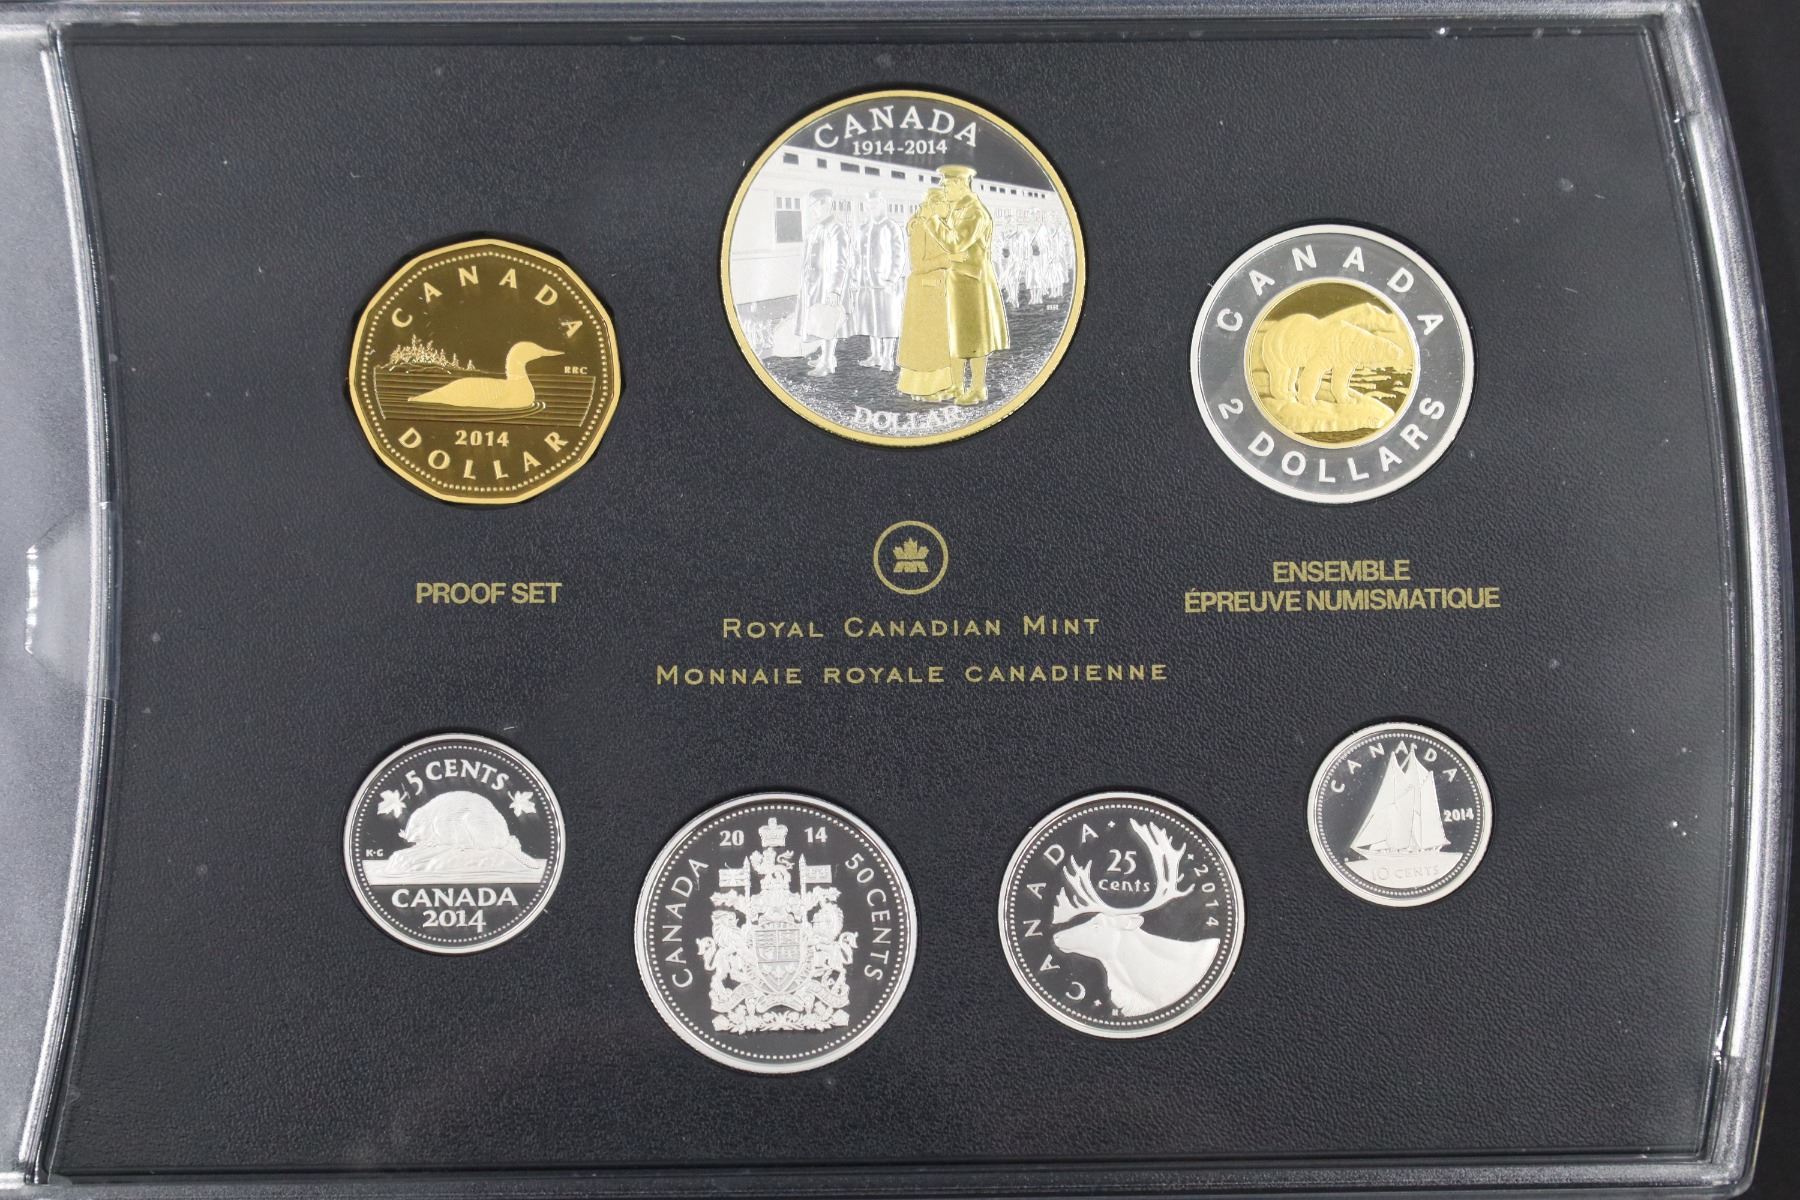 CANADA
1914-2014
DOLLAR
CANADA
RRC
2014
DOLLAR
CANADA
2 DOLLARS
PROOF SET
ENSEMBLE
ÉPREUVE NUMISMATIQUE
ROYAL CANADIAN MINT
MONNAIE ROYALE CANADIENNE
5 CENTS
K·G
CANADA
2014
20 14
CANADA
50 CENTS
CANADA
25
cents
2014
CANADA
2014
10 CENTS